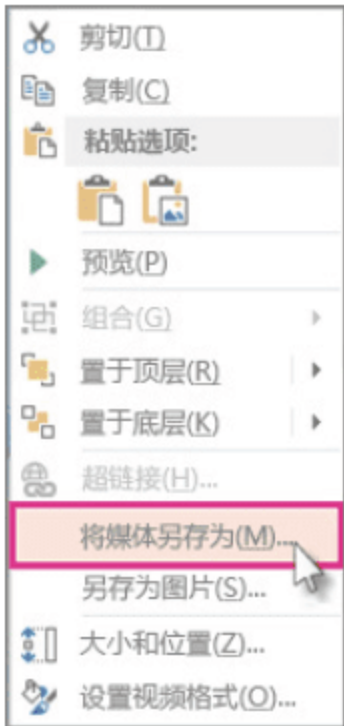 剪切(T)
复制(C)
粘贴选项:
预览(P)
组合(G)
置于顶层(R)
置于底层(K)
超链接(H)...
将媒体另存为(M)...
另存为图片(S)...
大小和位置(Z)...
设置视频格式(O)...